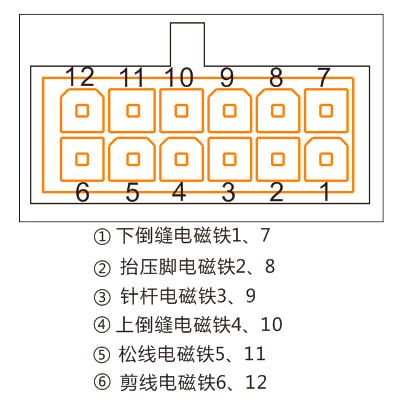 12 11 10 9 8 7
6 5 4 3 2 1
① 下倒缝电磁铁1、7
② 抬压脚电磁铁2、8
③ 针杆电磁铁3、9
④ 上倒缝电磁铁4、10
⑤ 松线电磁铁5、11
⑥ 剪线电磁铁6、12